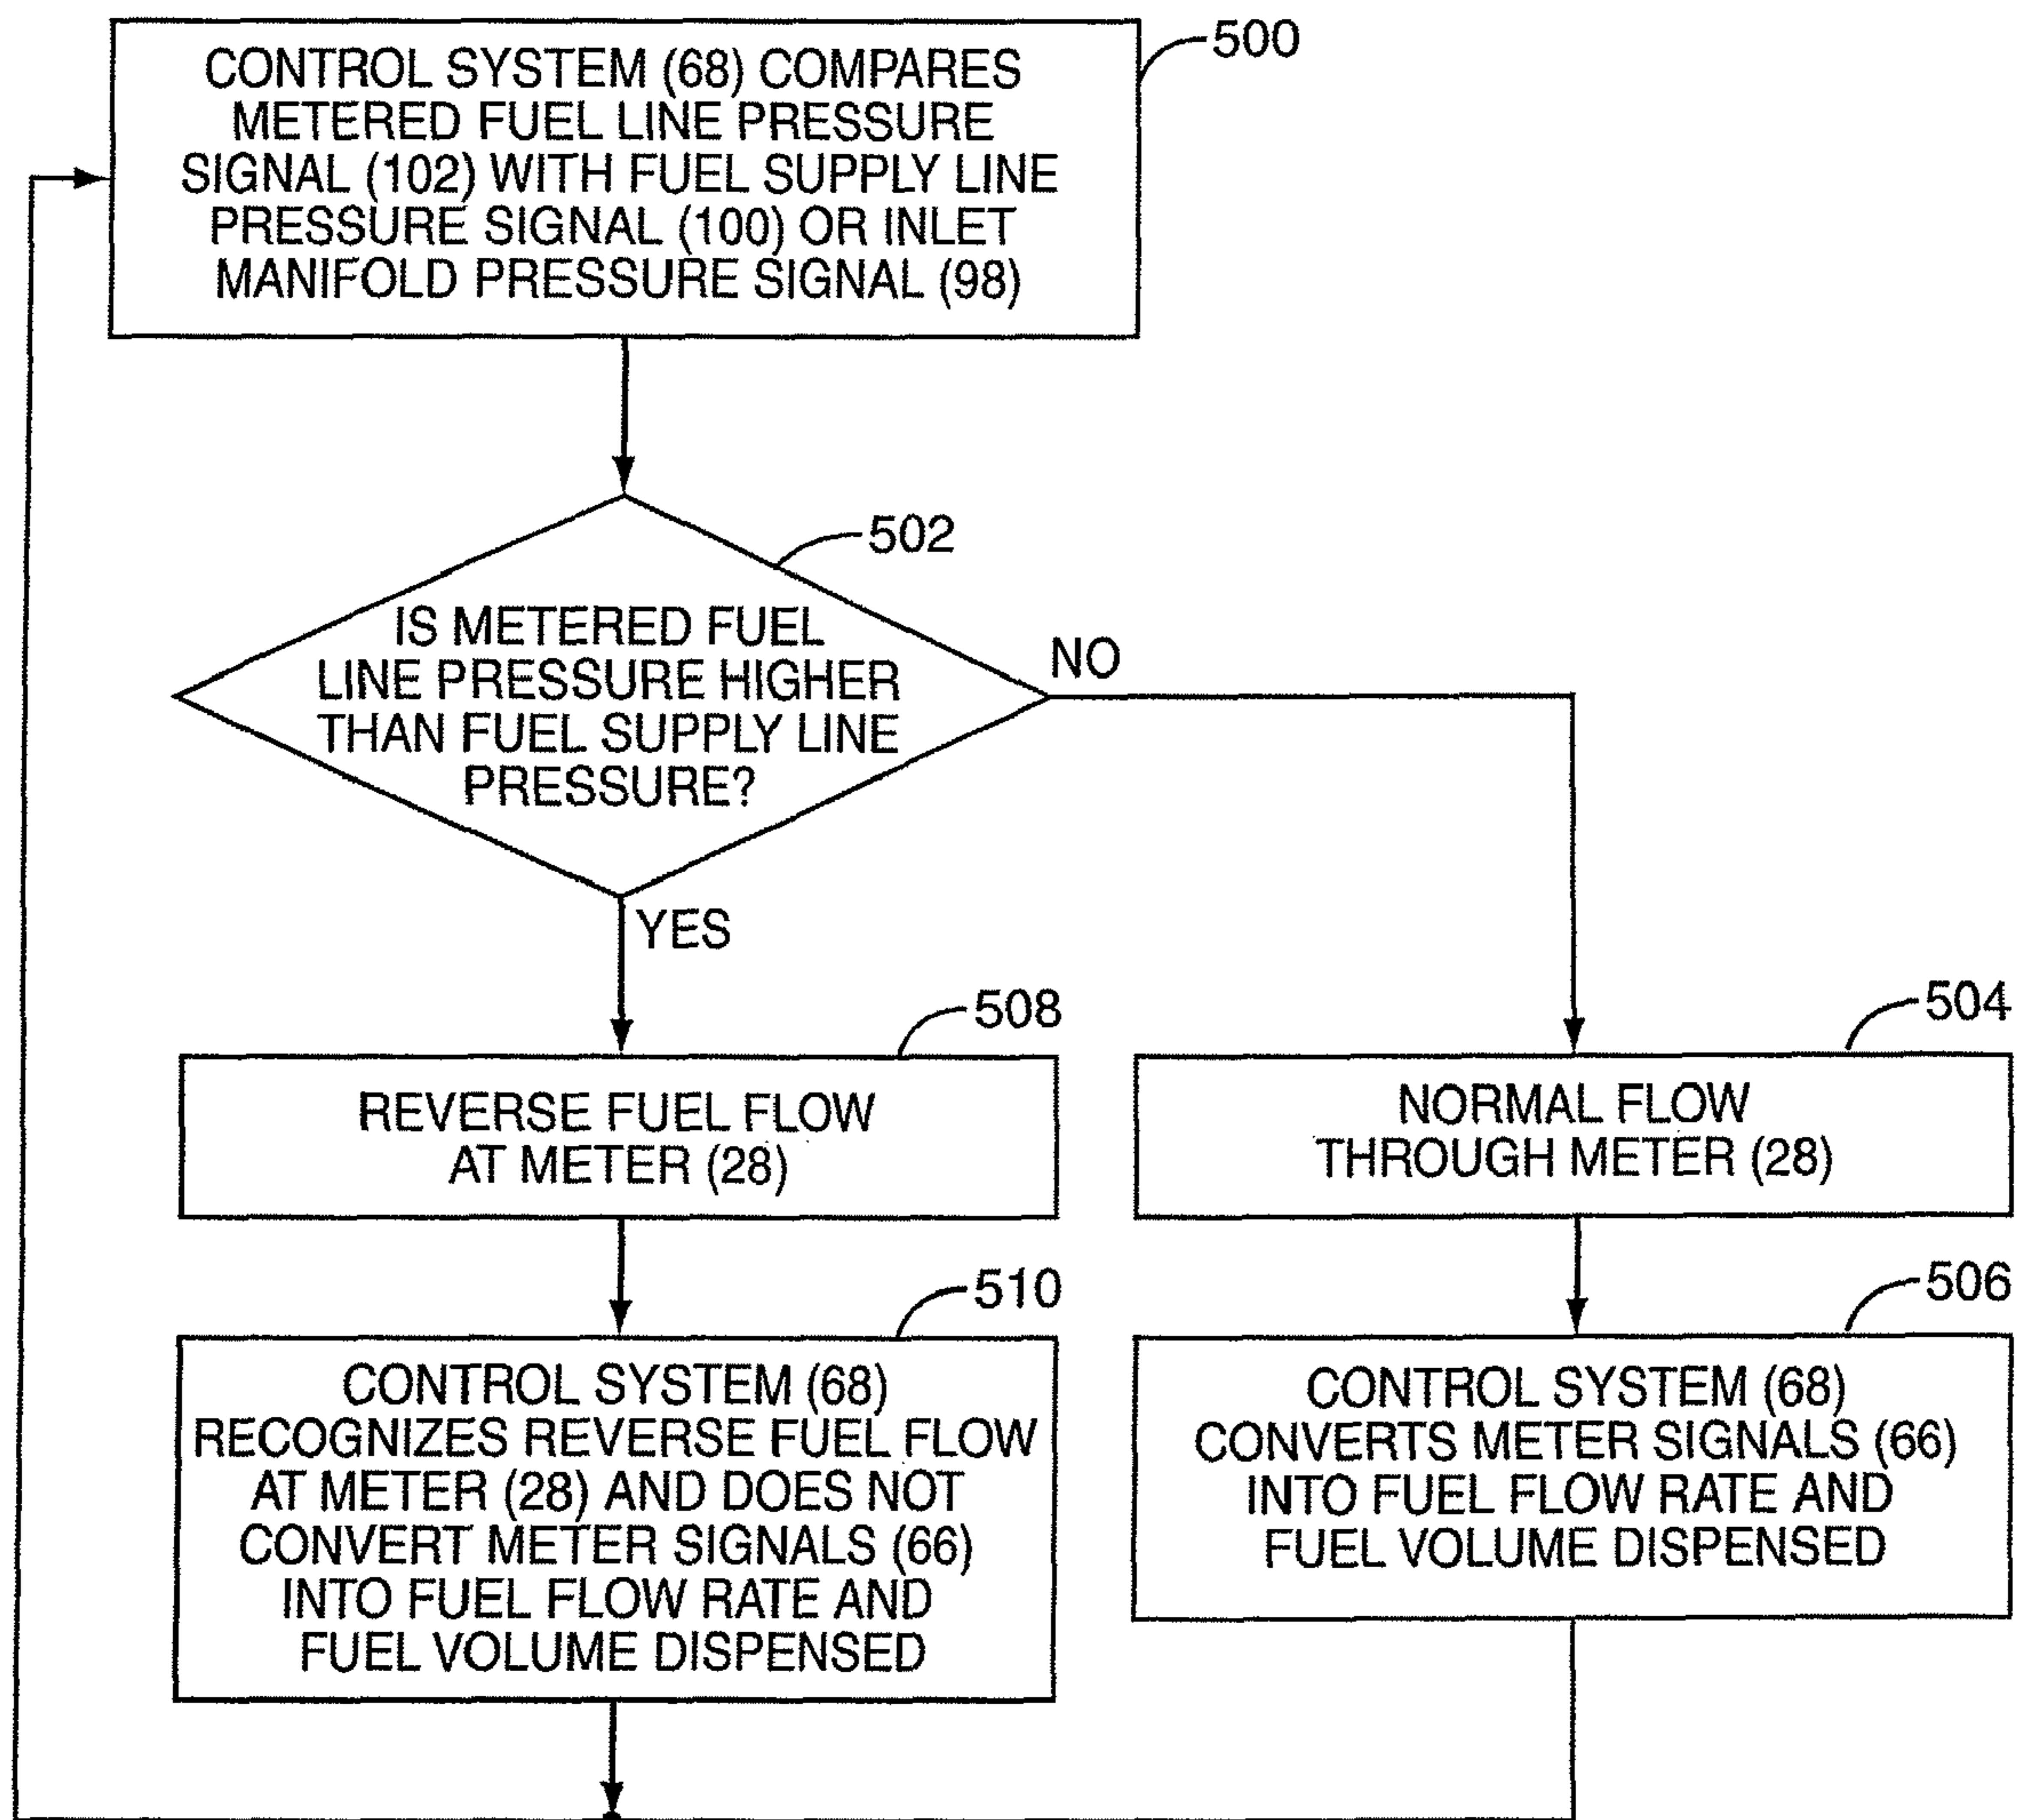 500
CONTROL SYSTEM (68) COMPARES
METERED FUEL LINE PRESSURE
SIGNAL (102) WITH FUEL SUPPLY LINE
PRESSURE SIGNAL (100) OR INLET
MANIFOLD PRESSURE SIGNAL (98)
502
IS METERED FUEL
LINE PRESSURE HIGHER
THAN FUEL SUPPLY LINE
PRESSURE?
NO
YES
508
REVERSE FUEL FLOW
AT METER (28)
504
NORMAL FLOW
THROUGH METER (28)
510
CONTROL SYSTEM (68)
RECOGNIZES REVERSE FUEL FLOW
AT METER (28) AND DOES NOT
CONVERT METER SIGNALS (66)
INTO FUEL FLOW RATE AND
FUEL VOLUME DISPENSED
506
CONTROL SYSTEM (68)
CONVERTS METER SIGNALS (66)
INTO FUEL FLOW RATE AND
FUEL VOLUME DISPENSED